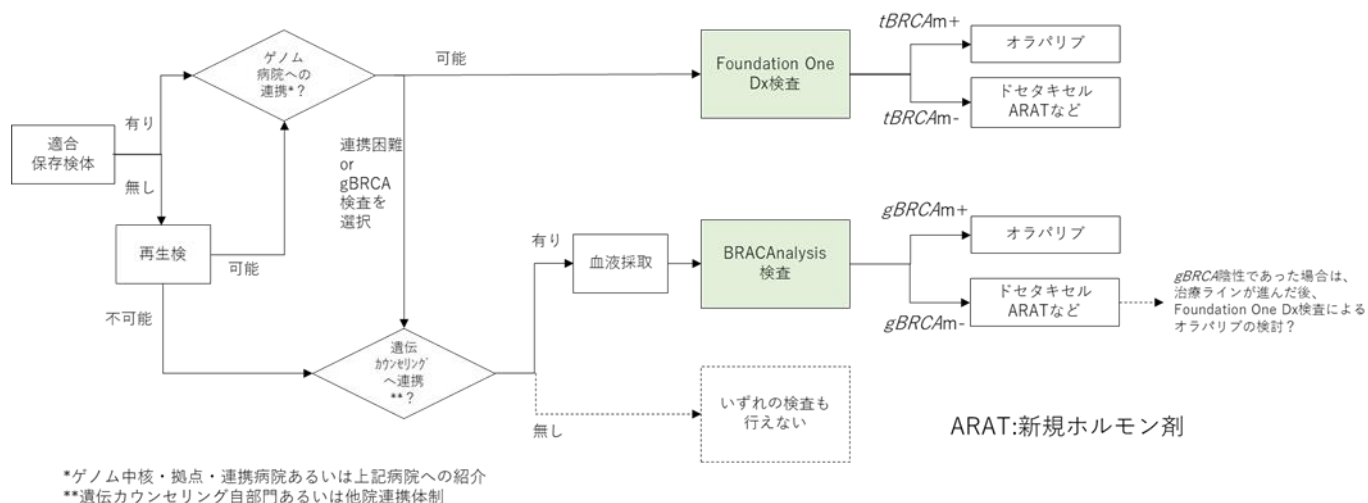 ゲノム
病院への
連携*？
適合
保存検体
有り
無し
再生検
可能
不可能
可能
連携困難
or
gBRCA
検査を
選択
遺伝
ｶｳﾝｾﾘﾝｸﾞ
へ連携
**？
有り
無し
血液採取
Foundation One
Dx検査
tBRCAm+
tBRCAm-
オラパリブ
ドセタキセル
ARATなど
BRACAnalysis
検査
gBRCAm+
gBRCAm-
オラパリブ
ドセタキセル
ARATなど
gBRCA陰性であった場合は、
治療ラインが進んだ後、
Foundation One Dx検査による
オラパリブの検討？
いずれの検査も
行えない
ARAT:新規ホルモン剤
*ゲノム中核・拠点・連携病院あるいは上記病院への紹介
**遺伝カウンセリング自部門あるいは他院連携体制